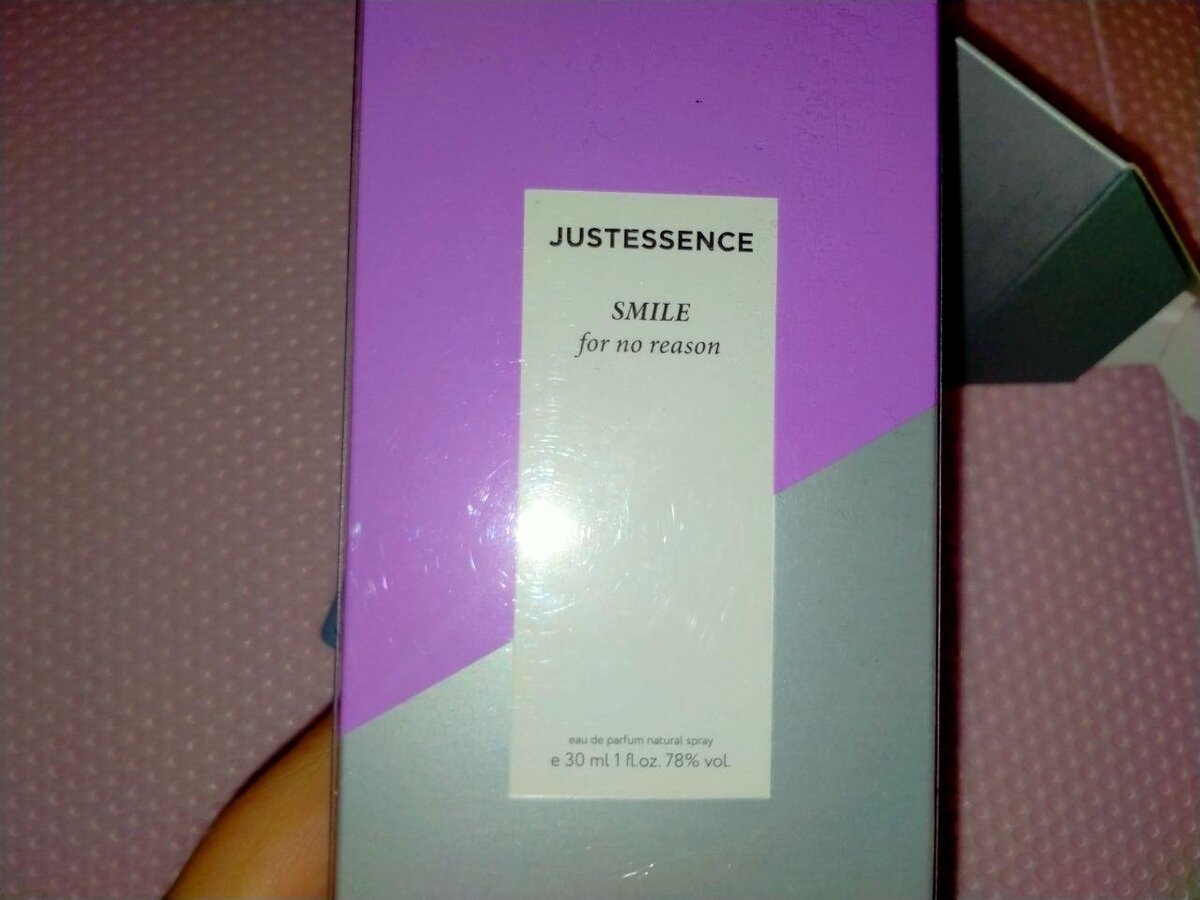 JUSTESSENCE
SMILE
for no reason
eau de parfum natural spray
e 30 ml 1 fl.oz. 78% vol.